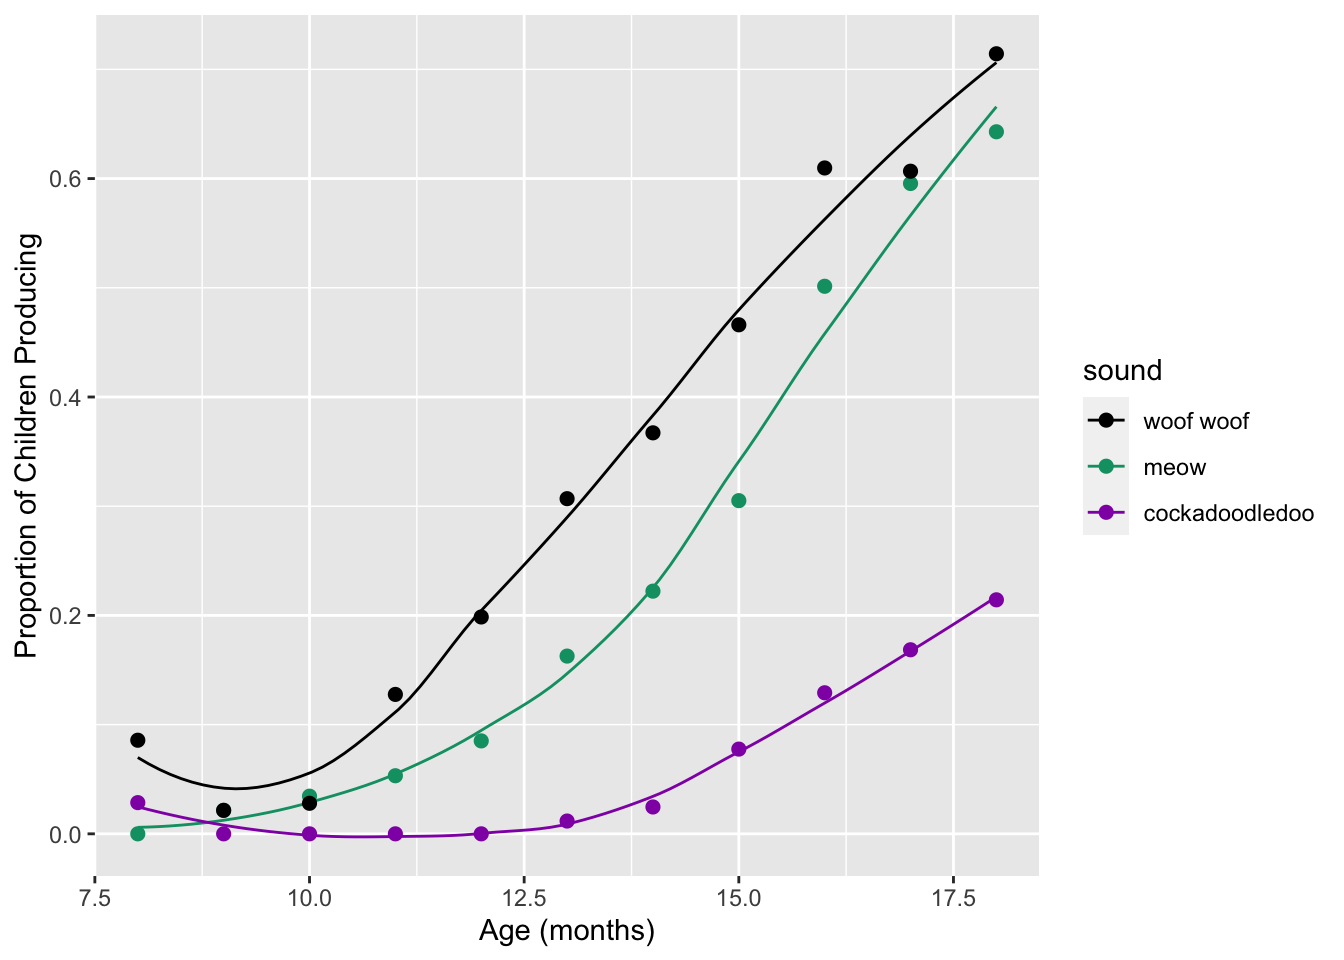 Proportion of Children Producing
0.6
0.4
0.2
0.0
7.5 10.0 12.5 15.0 17.5
Age (months)
sound
woof woof
meow
cockadoodledoo